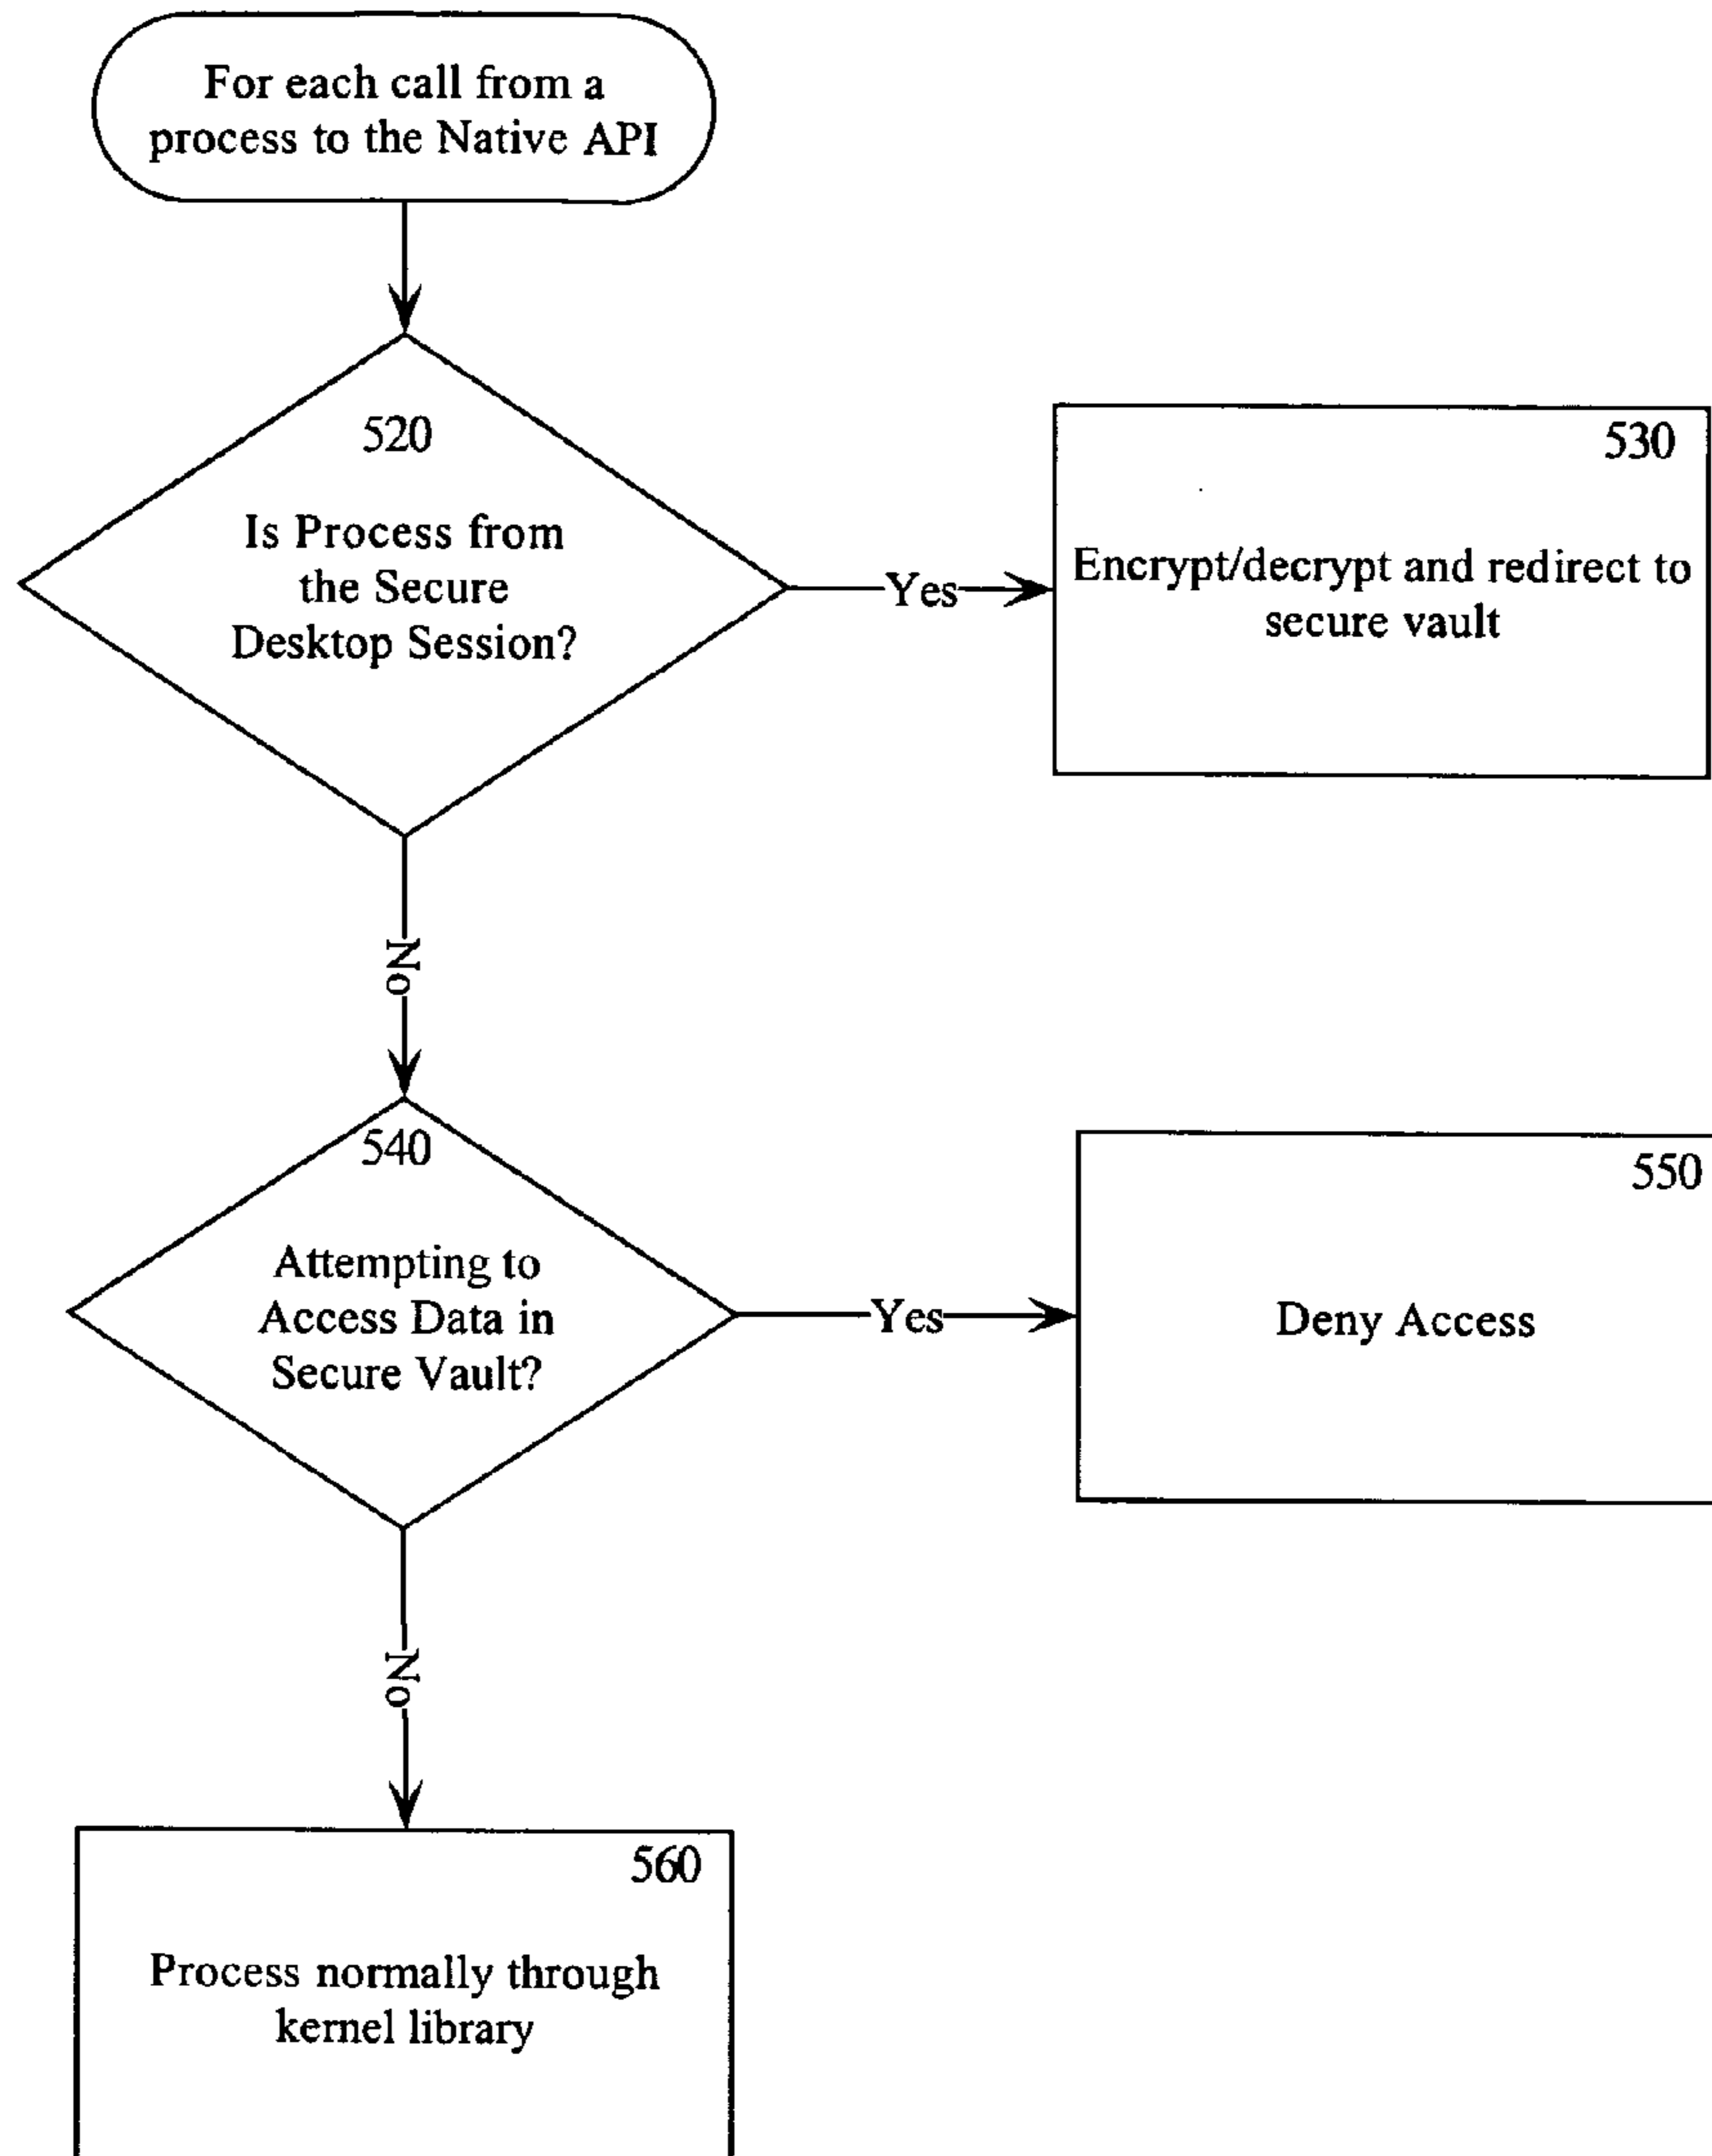 For each call from a
process to the Native API
520
Is Process from
the Secure
Desktop Session?
Yes
530
Encrypt/decrypt and redirect to
secure vault
No
540
Attempting to
Access Data in
Secure Vault?
Yes
550
Deny Access
No
560
Process normally through
kernel library